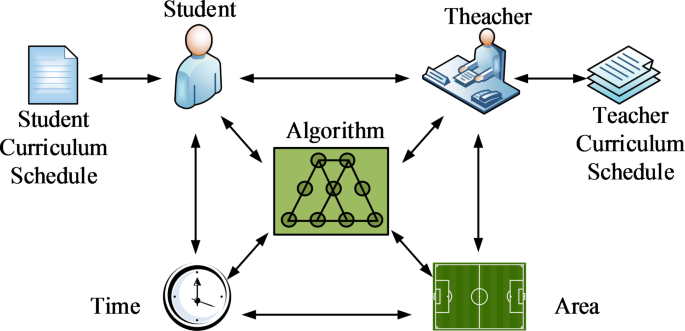 Student
Theacher
Student
Curriculum
Schedule
Algorithm
Teacher
Curriculum
Schedule
Time
Area